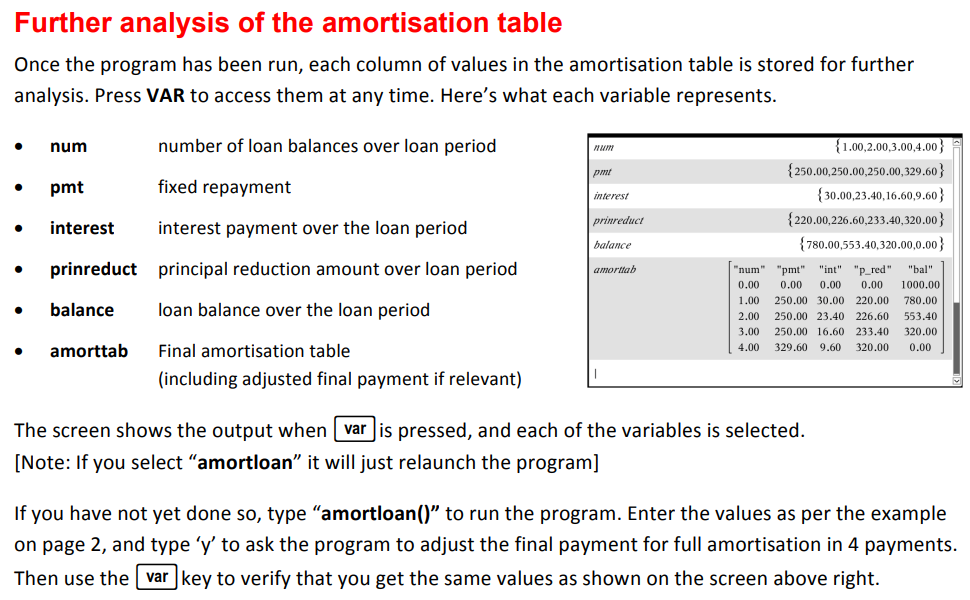 Further analysis of the amortisation table
Once the program has been run, each column of values in the amortisation table is stored for further
analysis. Press VAR to access them at any time. Here’s what each variable represents.
• num number of loan balances over loan period
• pmt fixed repayment
• interest interest payment over the loan period
• prinreduct principal reduction amount over loan period
• balance loan balance over the loan period
• amorttab Final amortisation table
(including adjusted final payment if relevant)
num {1.00,2.00,3.00,4.00}
pmt {250.00,250.00,250.00,329.60}
interest {30.00,23.40,16.60,9.60}
prinreduct {220.00,226.60,233.40,320.00}
balance {780.00,553.40,320.00,0.00}
amorttab "num" "pmt" "int" "p_red" "bal"
0.00 0.00 0.00 0.00 1000.00
1.00 250.00 30.00 220.00 780.00
2.00 250.00 23.40 226.60 553.40
3.00 250.00 16.60 233.40 320.00
4.00 329.60 9.60 320.00 0.00
The screen shows the output when var is pressed, and each of the variables is selected.
[Note: If you select “amortloan” it will just relaunch the program]
If you have not yet done so, type “amortloan()” to run the program. Enter the values as per the example
on page 2, and type ‘y’ to ask the program to adjust the final payment for full amortisation in 4 payments.
Then use the var key to verify that you get the same values as shown on the screen above right.